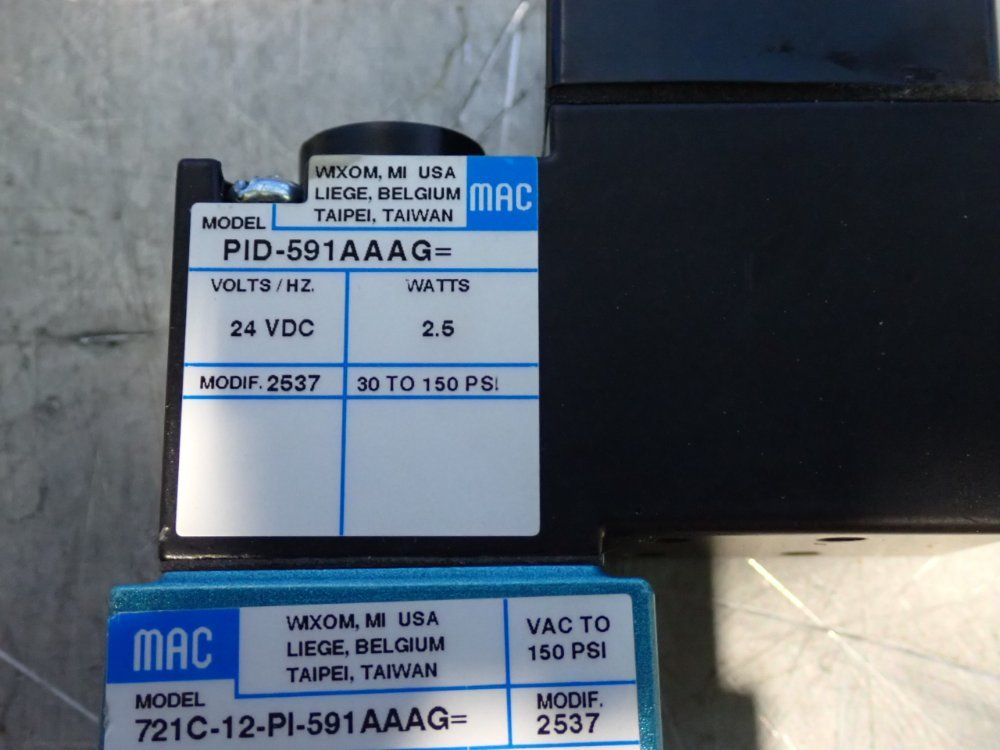 WIXOM, MI USA
LIEGE, BELGIUM
TAIPEI, TAIWAN
MAC
MODEL
PID-591AAAG=
VOLTS / HZ. WATTS
24 VDC 2.5
MODIF. 2537 30 TO 150 PSI
MAC
WIXOM, MI USA
LIEGE, BELGIUM
TAIPEI, TAIWAN
VAC TO
150 PSI
MODEL
721C-12-PI-591AAAG=
MODIF.
2537